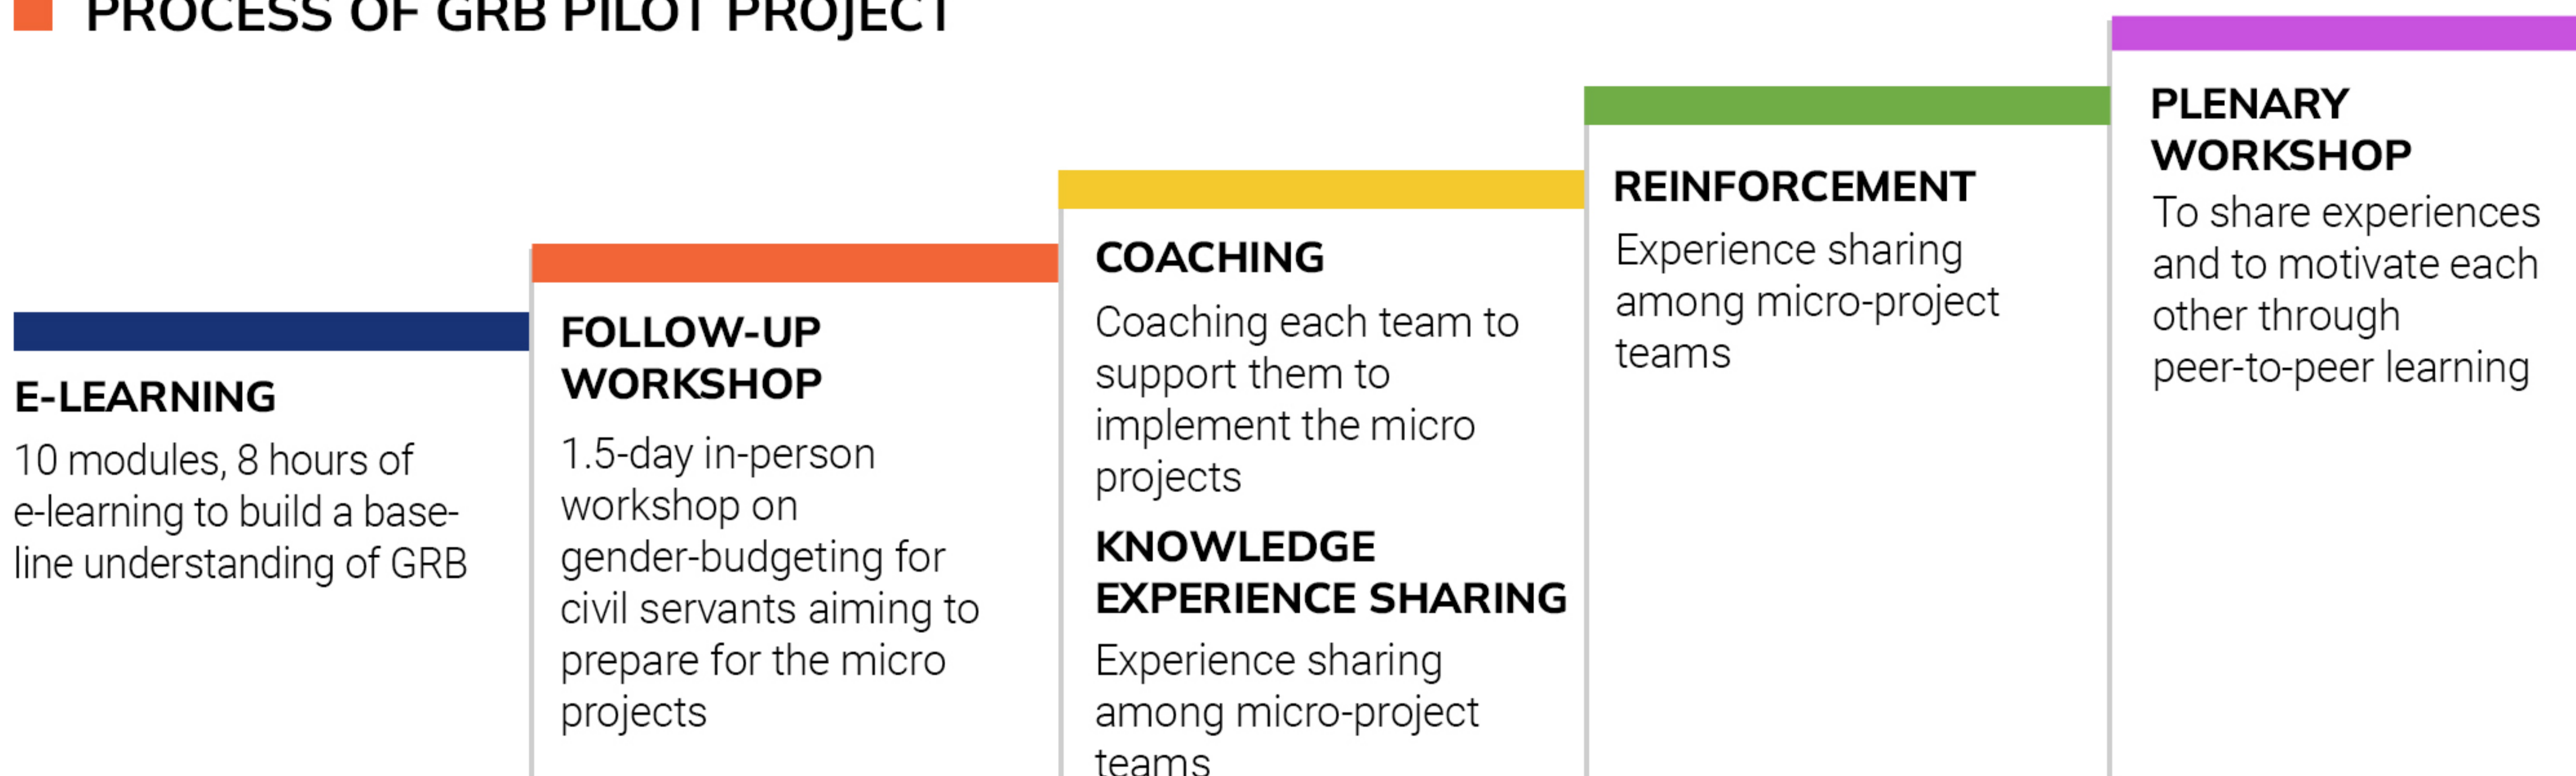 PROCESS OF GRB PILOT PROJECT
E-LEARNING
10 modules, 8 hours of
e-learning to build a base-
line understanding of GRB
FOLLOW-UP
WORKSHOP
1.5-day in-person
workshop on
gender-budgeting for
civil servants aiming to
prepare for the micro
projects
COACHING
Coaching each team to
support them to
implement the micro
projects
KNOWLEDGE
EXPERIENCE SHARING
Experience sharing
among micro-project
teams
REINFORCEMENT
Experience sharing
among micro-project
teams
PLENARY
WORKSHOP
To share experiences
and to motivate each
other through
peer-to-peer learning